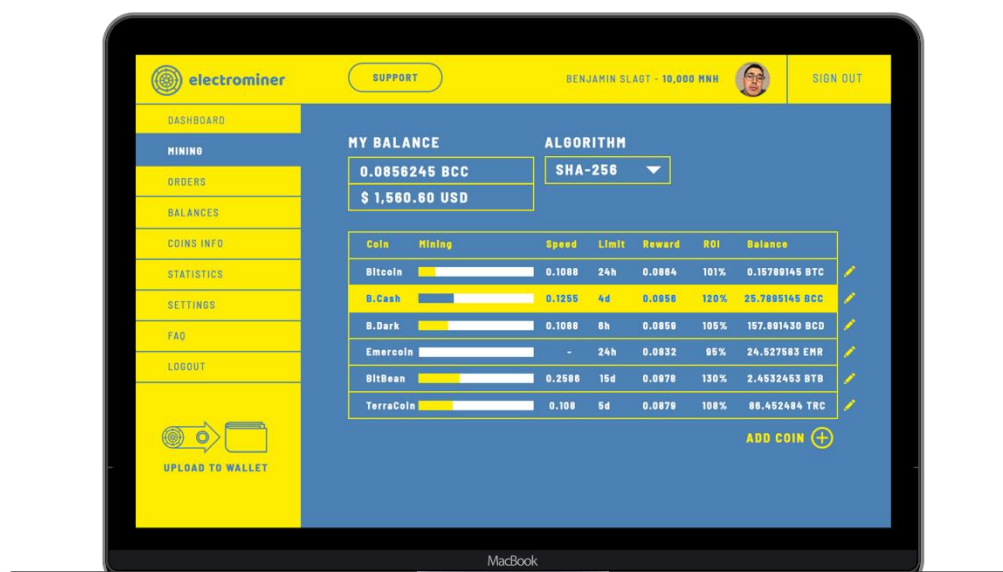 electrominer
SUPPORT
BENJAMIN SLAGT - 10,000 MNH
SIGN OUT
DASHBOARD
MINING
ORDERS
BALANCES
COINS INFO
STATISTICS
SETTINGS
FAQ
LOGOUT
UPLOAD TO WALLET
MY BALANCE
0.0856245 BCC
$ 1,560.60 USD
ALGORITHM
SHA-256
Coin Mining Speed Limit Reward ROI Balance
Bitcoin 0.1088 24h 0.0864 101% 0.15789145 BTC
B.Cash 0.1255 4d 0.0956 120% 25.7895145 BCC
B.Dark 0.1088 6h 0.0859 105% 157.891430 BCD
Emercoin - 24h 0.0832 95% 24.527583 EMR
BitBean 0.2586 15d 0.0978 130% 2.4532453 BTB
TerraCoin 0.108 5d 0.0879 108% 86.452484 TRC
ADD COIN
MacBook